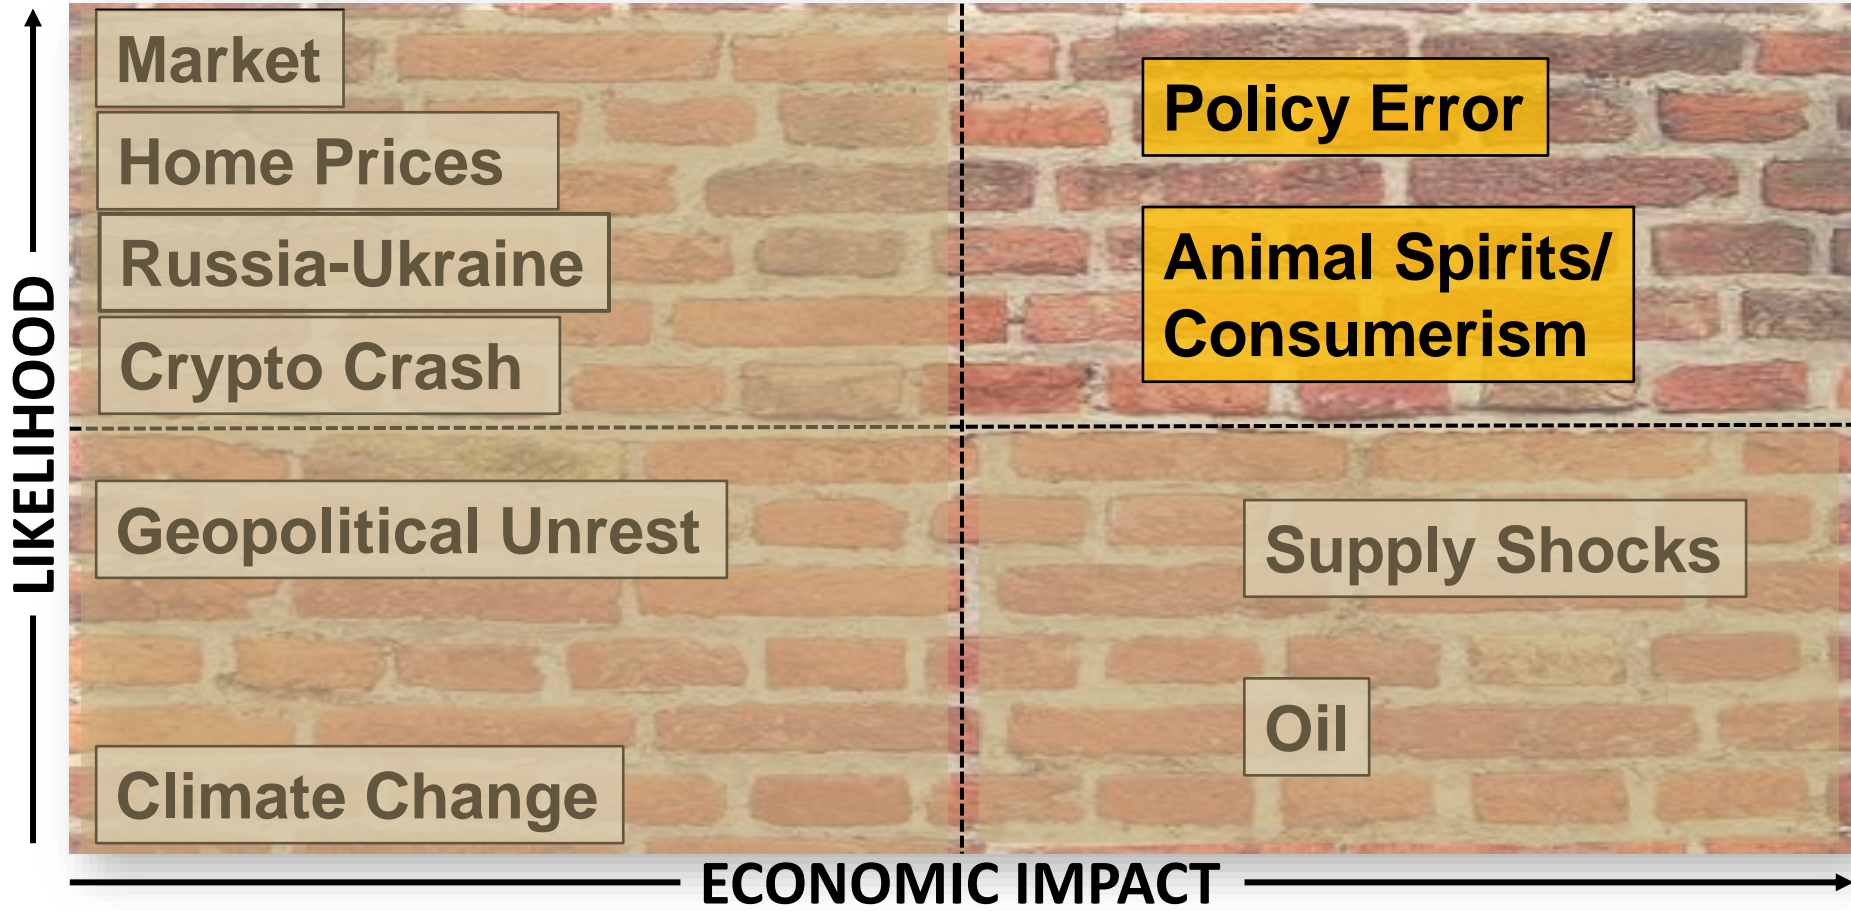 Market
Home Prices
Russia-Ukraine
Crypto Crash
Policy Error
Animal Spirits/
Consumerism
LIKELIHOOD
Geopolitical Unrest
Climate Change
Supply Shocks
Oil
ECONOMIC IMPACT